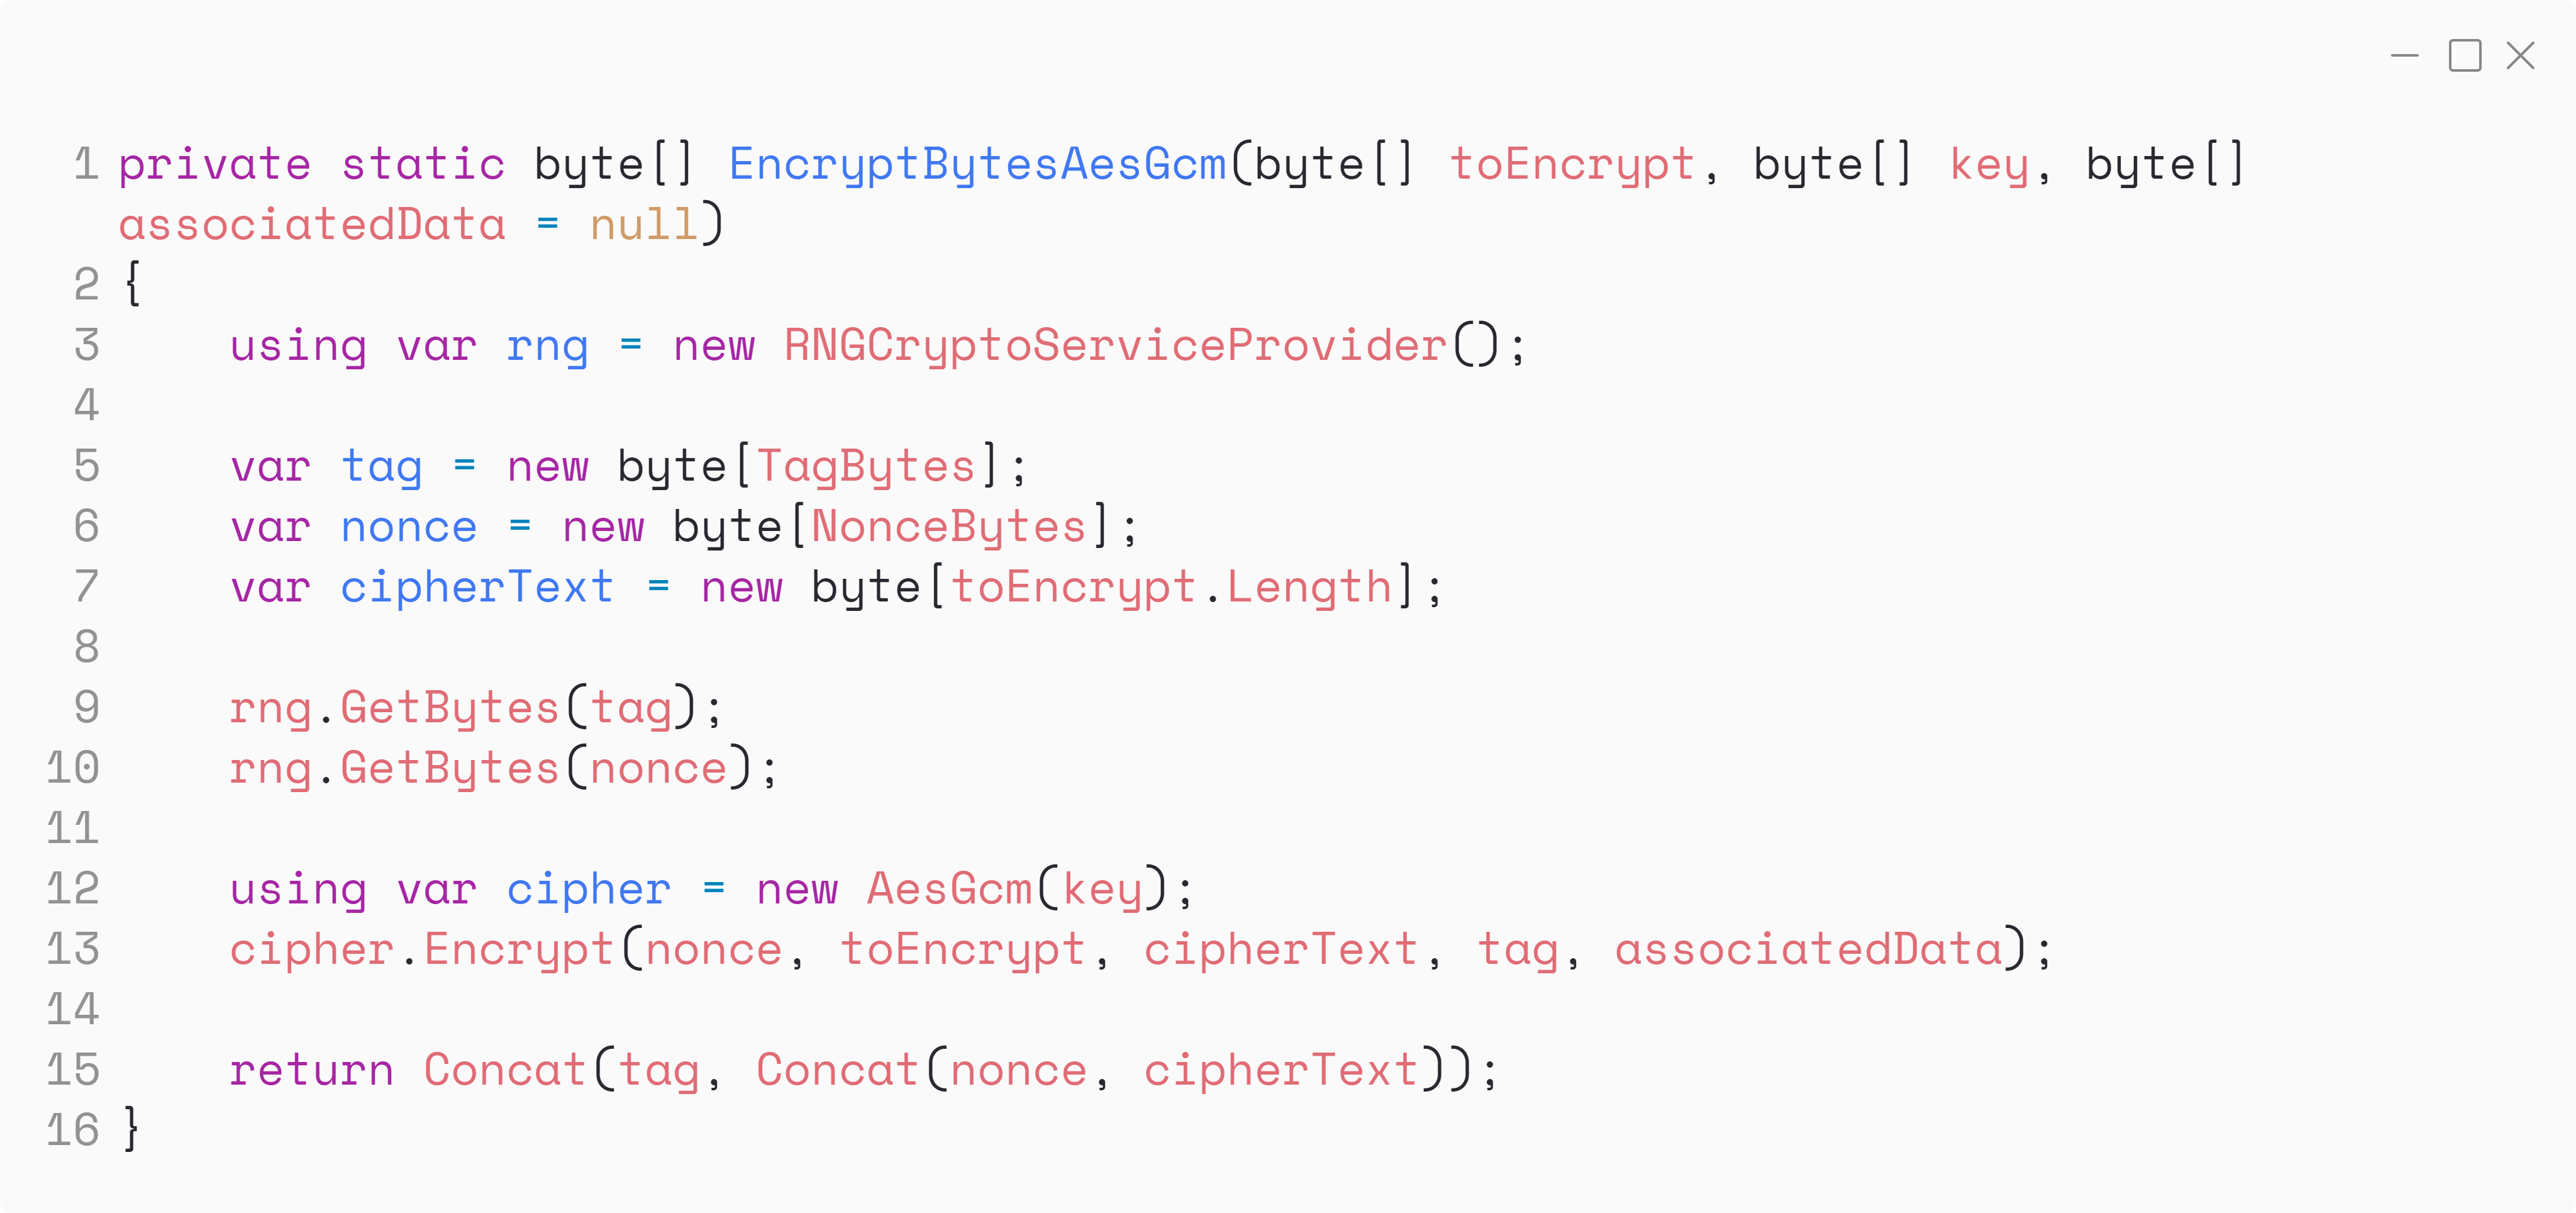 1 private static byte[] EncryptBytesAesGcm(byte[] toEncrypt, byte[] key, byte[]
associatedData = null)
2 {
3     using var rng = new RNGCryptoServiceProvider();
4
5     var tag = new byte[TagBytes];
6     var nonce = new byte[NonceBytes];
7     var cipherText = new byte[toEncrypt.Length];
8
9     rng.GetBytes(tag);
10     rng.GetBytes(nonce);
11
12     using var cipher = new AesGcm(key);
13     cipher.Encrypt(nonce, toEncrypt, cipherText, tag, associatedData);
14
15     return Concat(tag, Concat(nonce, cipherText));
16 }